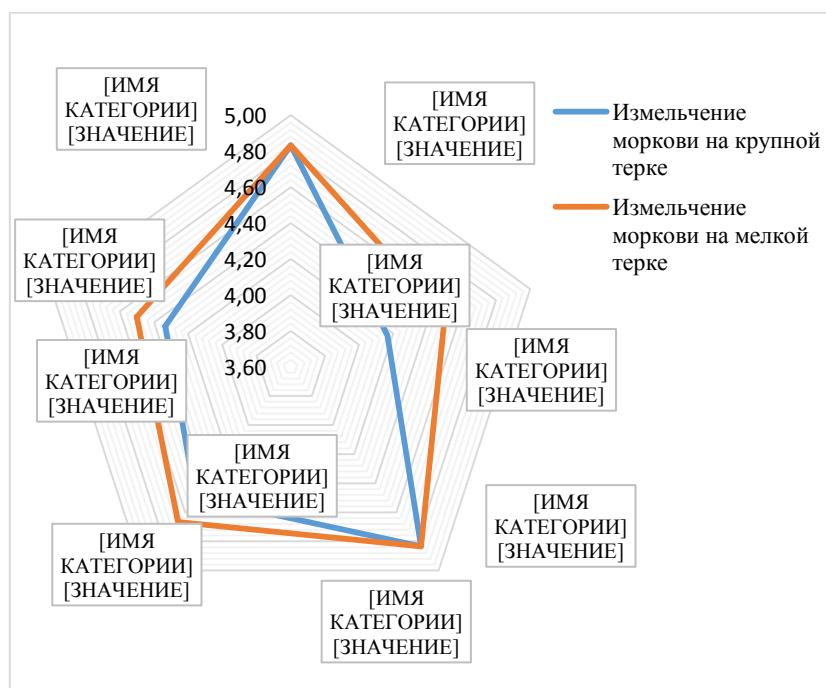 [ИМЯ
КАТЕГОРИИ]
[ЗНАЧЕНИЕ]
[ИМЯ
КАТЕГОРИИ]
[ЗНАЧЕНИЕ]
5,00
4,80
4,60
4,40
4,20
4,00
3,80
3,60
Измельчение
моркови на крупной
терке
Измельчение
моркови на мелкой
терке
[ИМЯ
КАТЕГОРИИ]
[ЗНАЧЕНИЕ]
[ИМЯ
КАТЕГОРИИ]
[ЗНАЧЕНИЕ]
[ИМЯ
КАТЕГОРИИ]
[ЗНАЧЕНИЕ]
[ИМЯ
КАТЕГОРИИ]
[ЗНАЧЕНИЕ]
[ИМЯ
КАТЕГОРИИ]
[ЗНАЧЕНИЕ]
[ИМЯ
КАТЕГОРИИ]
[ЗНАЧЕНИЕ]
[ИМЯ
КАТЕГОРИИ]
[ЗНАЧЕНИЕ]
[ИМЯ
КАТЕГОРИИ]
[ЗНАЧЕНИЕ]